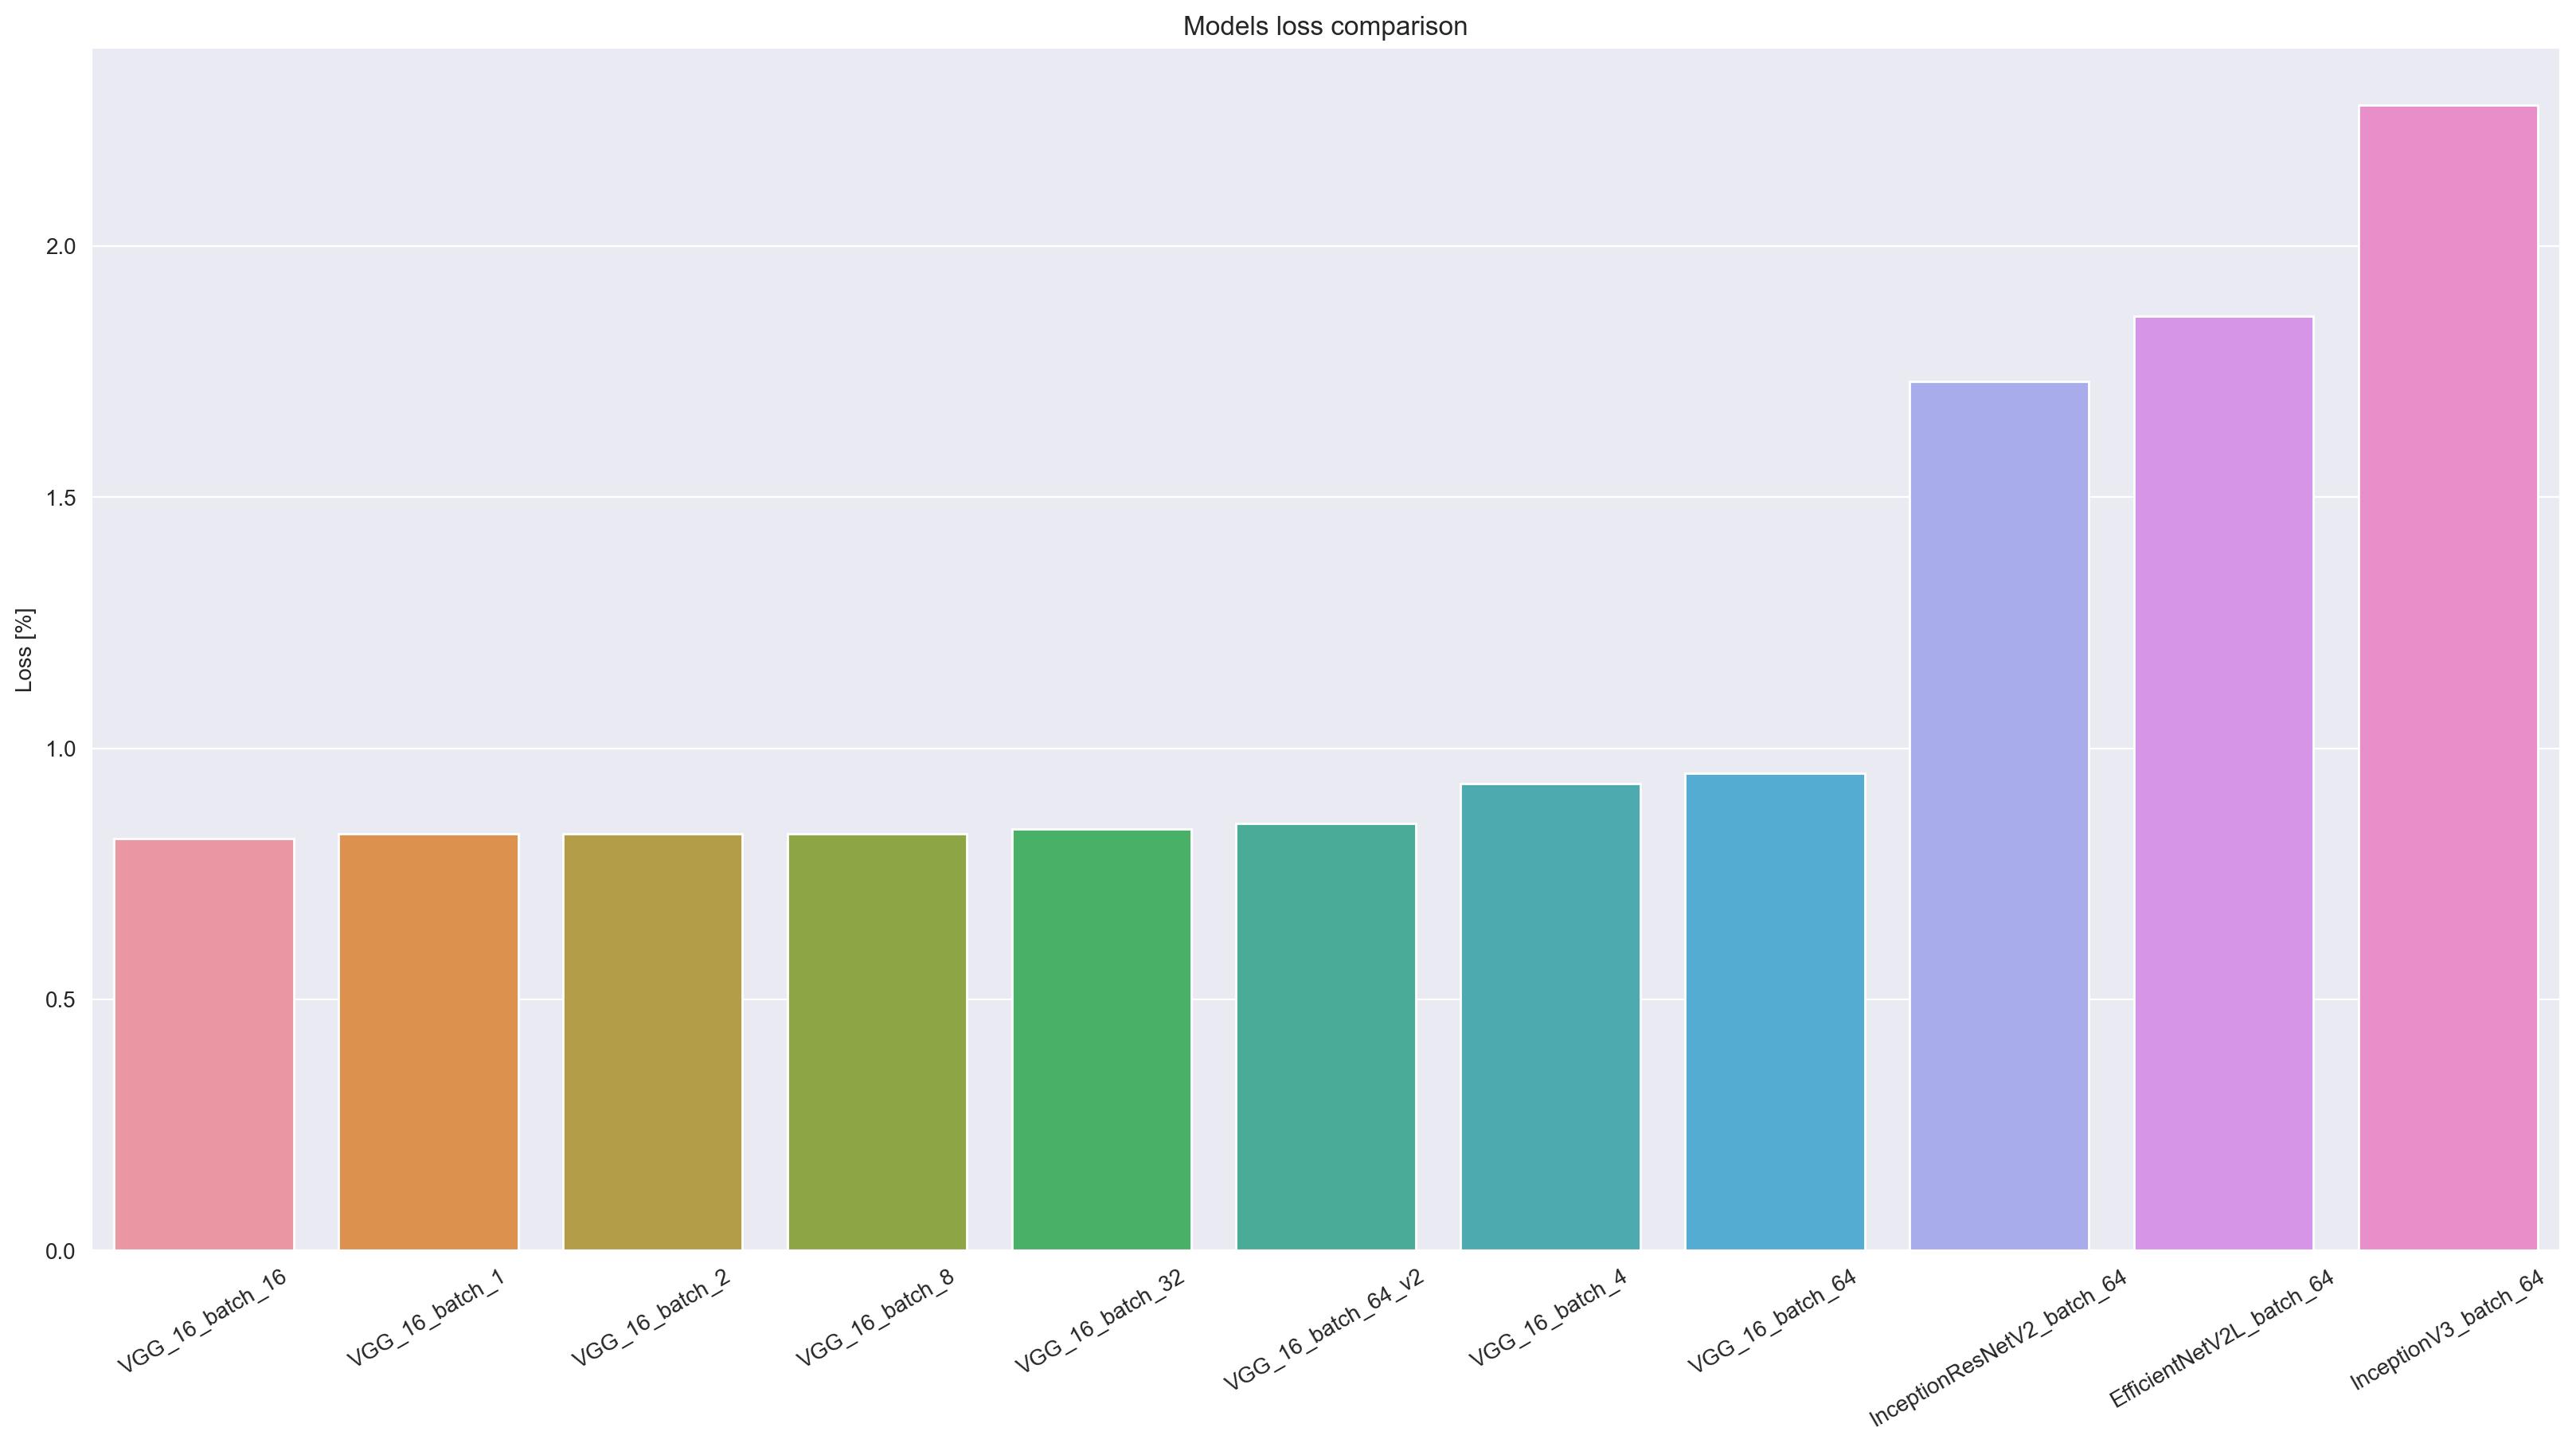 Models loss comparison
Loss [%]
2.0
1.5
1.0
0.5
0.0
VGG_16_batch_16
VGG_16_batch_1
VGG_16_batch_2
VGG_16_batch_8
VGG_16_batch_32
VGG_16_batch_64_v2
VGG_16_batch_4
VGG_16_batch_64
InceptionResNetV2_batch_64
EfficientNetV2L_batch_64
InceptionV3_batch_64